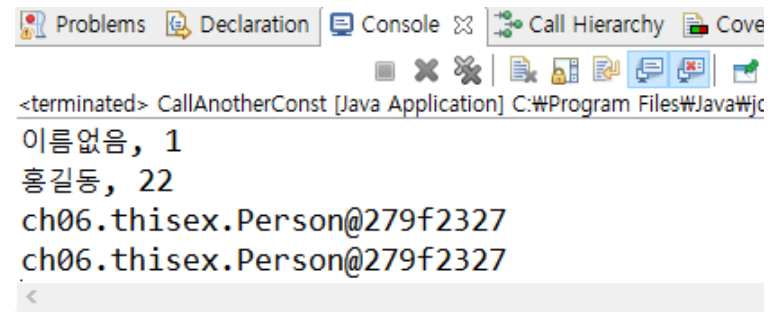 Problems Declaration Console Call Hierarchy Cove
<terminated> CallAnotherConst [Java Application] C:₩Program Files₩Java₩jd
이름없음, 1
홍길동, 22
ch06.thisex.Person@279f2327
ch06.thisex.Person@279f2327